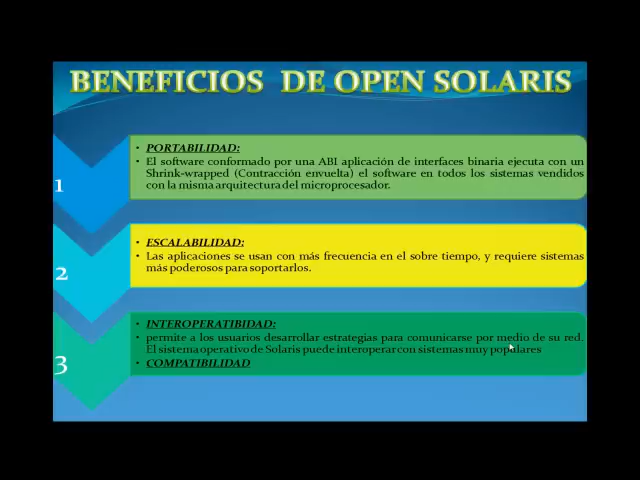 BENEFICIOS DE OPEN SOLARIS
1
• PORTABILIDAD:
• El software conformado por una ABI aplicación de interfaces binaria ejecuta con un
Shrink-wrapped (Contracción envuelta) el software en todos los sistemas vendidos
con la misma arquitectura del microprocesador.
2
• ESCALABILIDAD:
• Las aplicaciones se usan con más frecuencia en el sobre tiempo, y requiere sistemas
más poderosos para soportarlos.
3
• INTEROPERATIBIDAD:
• permite a los usuarios desarrollar estrategias para comunicarse por medio de su red.
El sistema operativo de Solaris puede interoperar con sistemas muy populares
• COMPATIBILIDAD